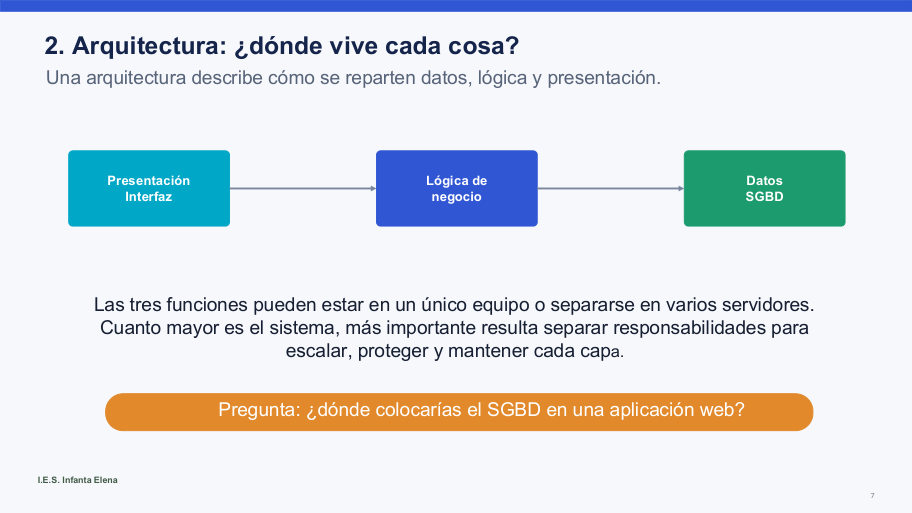 2. Arquitectura: ¿dónde vive cada cosa?
Una arquitectura describe cómo se reparten datos, lógica y presentación.
Presentación
Interfaz
Lógica de
negocio
Datos
SGBD
Las tres funciones pueden estar en un único equipo o separarse en varios servidores.
Cuanto mayor es el sistema, más importante resulta separar responsabilidades para
escalar, proteger y mantener cada capa.
Pregunta: ¿dónde colocarías el SGBD en una aplicación web?
I.E.S. Infanta Elena
7